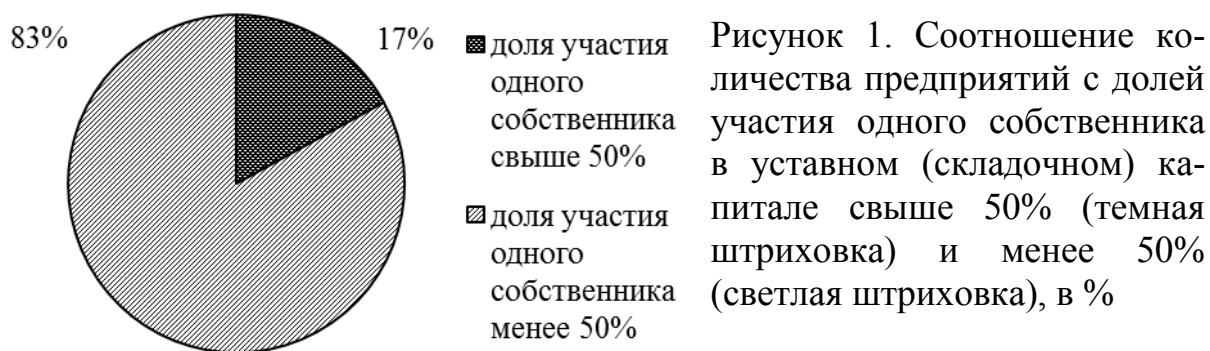 83%
17%
доля участия
одного
собственника
свыше 50%
доля участия
одного
собственника
менее 50%
Рисунок 1. Соотношение ко-
личества предприятий с долей
участия одного собственника
в уставном (складочном) ка-
питале свыше 50% (темная
штриховка) и менее 50%
(светлая штриховка), в %